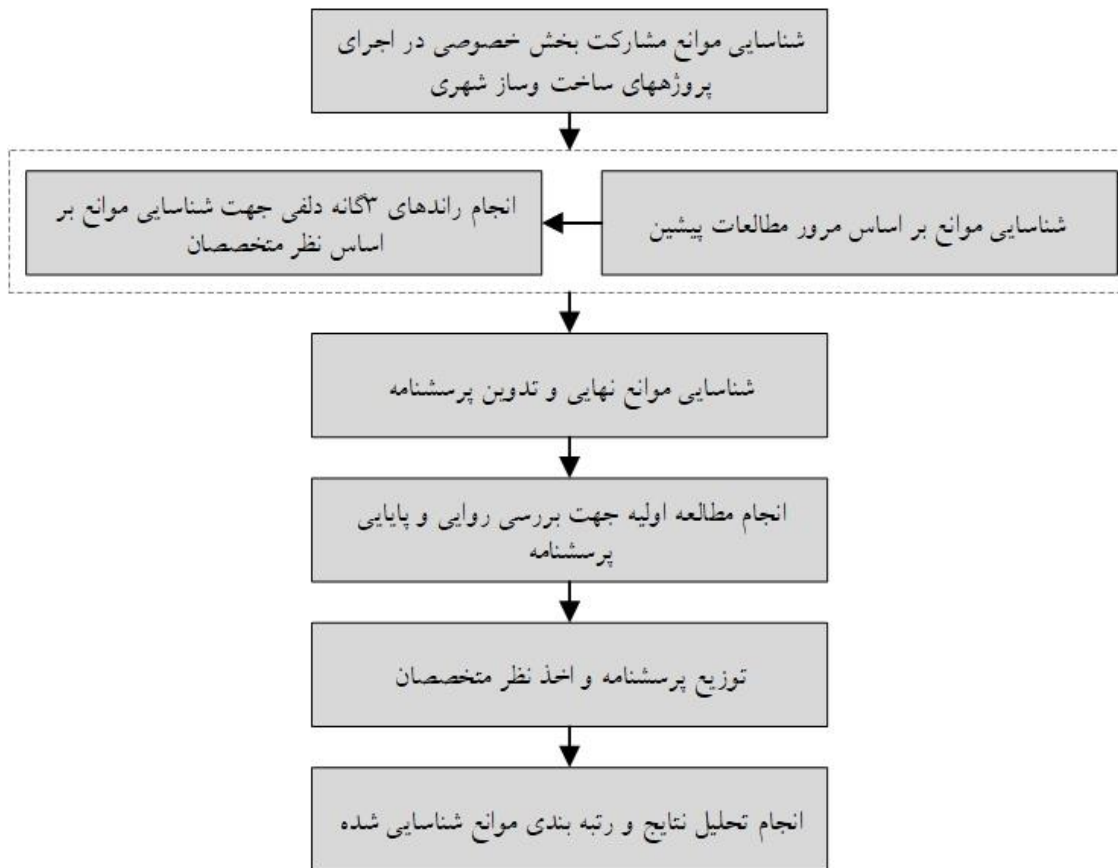 شناسایی موانع مشارکت بخش خصوصی در اجرای
پروژههای ساخت وساز شهری
شناسایی موانع بر اساس مرور مطالعات پیشین
انجام راندهای ۳گانه دلفی جهت شناسایی موانع بر
اساس نظر متخصصان
شناسایی موانع نهایی و تدوین پرسشنامه
انجام مطالعه اولیه جهت بررسی روایی و پایایی
پرسشنامه
توزیع پرسشنامه و اخذ نظر متخصصان
انجام تحلیل نتایج و رتبه بندی موانع شناسایی شده